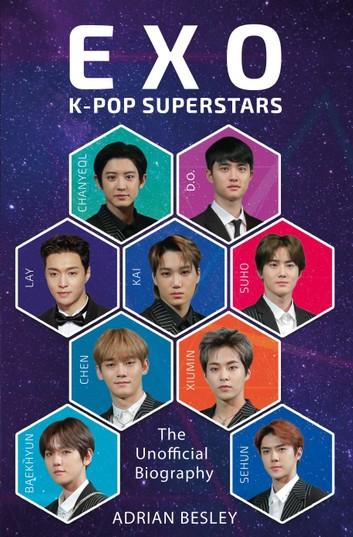 EXO
K-POP SUPERSTARS
CHANYEOL
D.O.
LAY
KAI
SUHO
CHEN
XIUMIN
BAEKHYUN
The
Unofficial
Biography
SEHUN
ADRIAN BESLEY